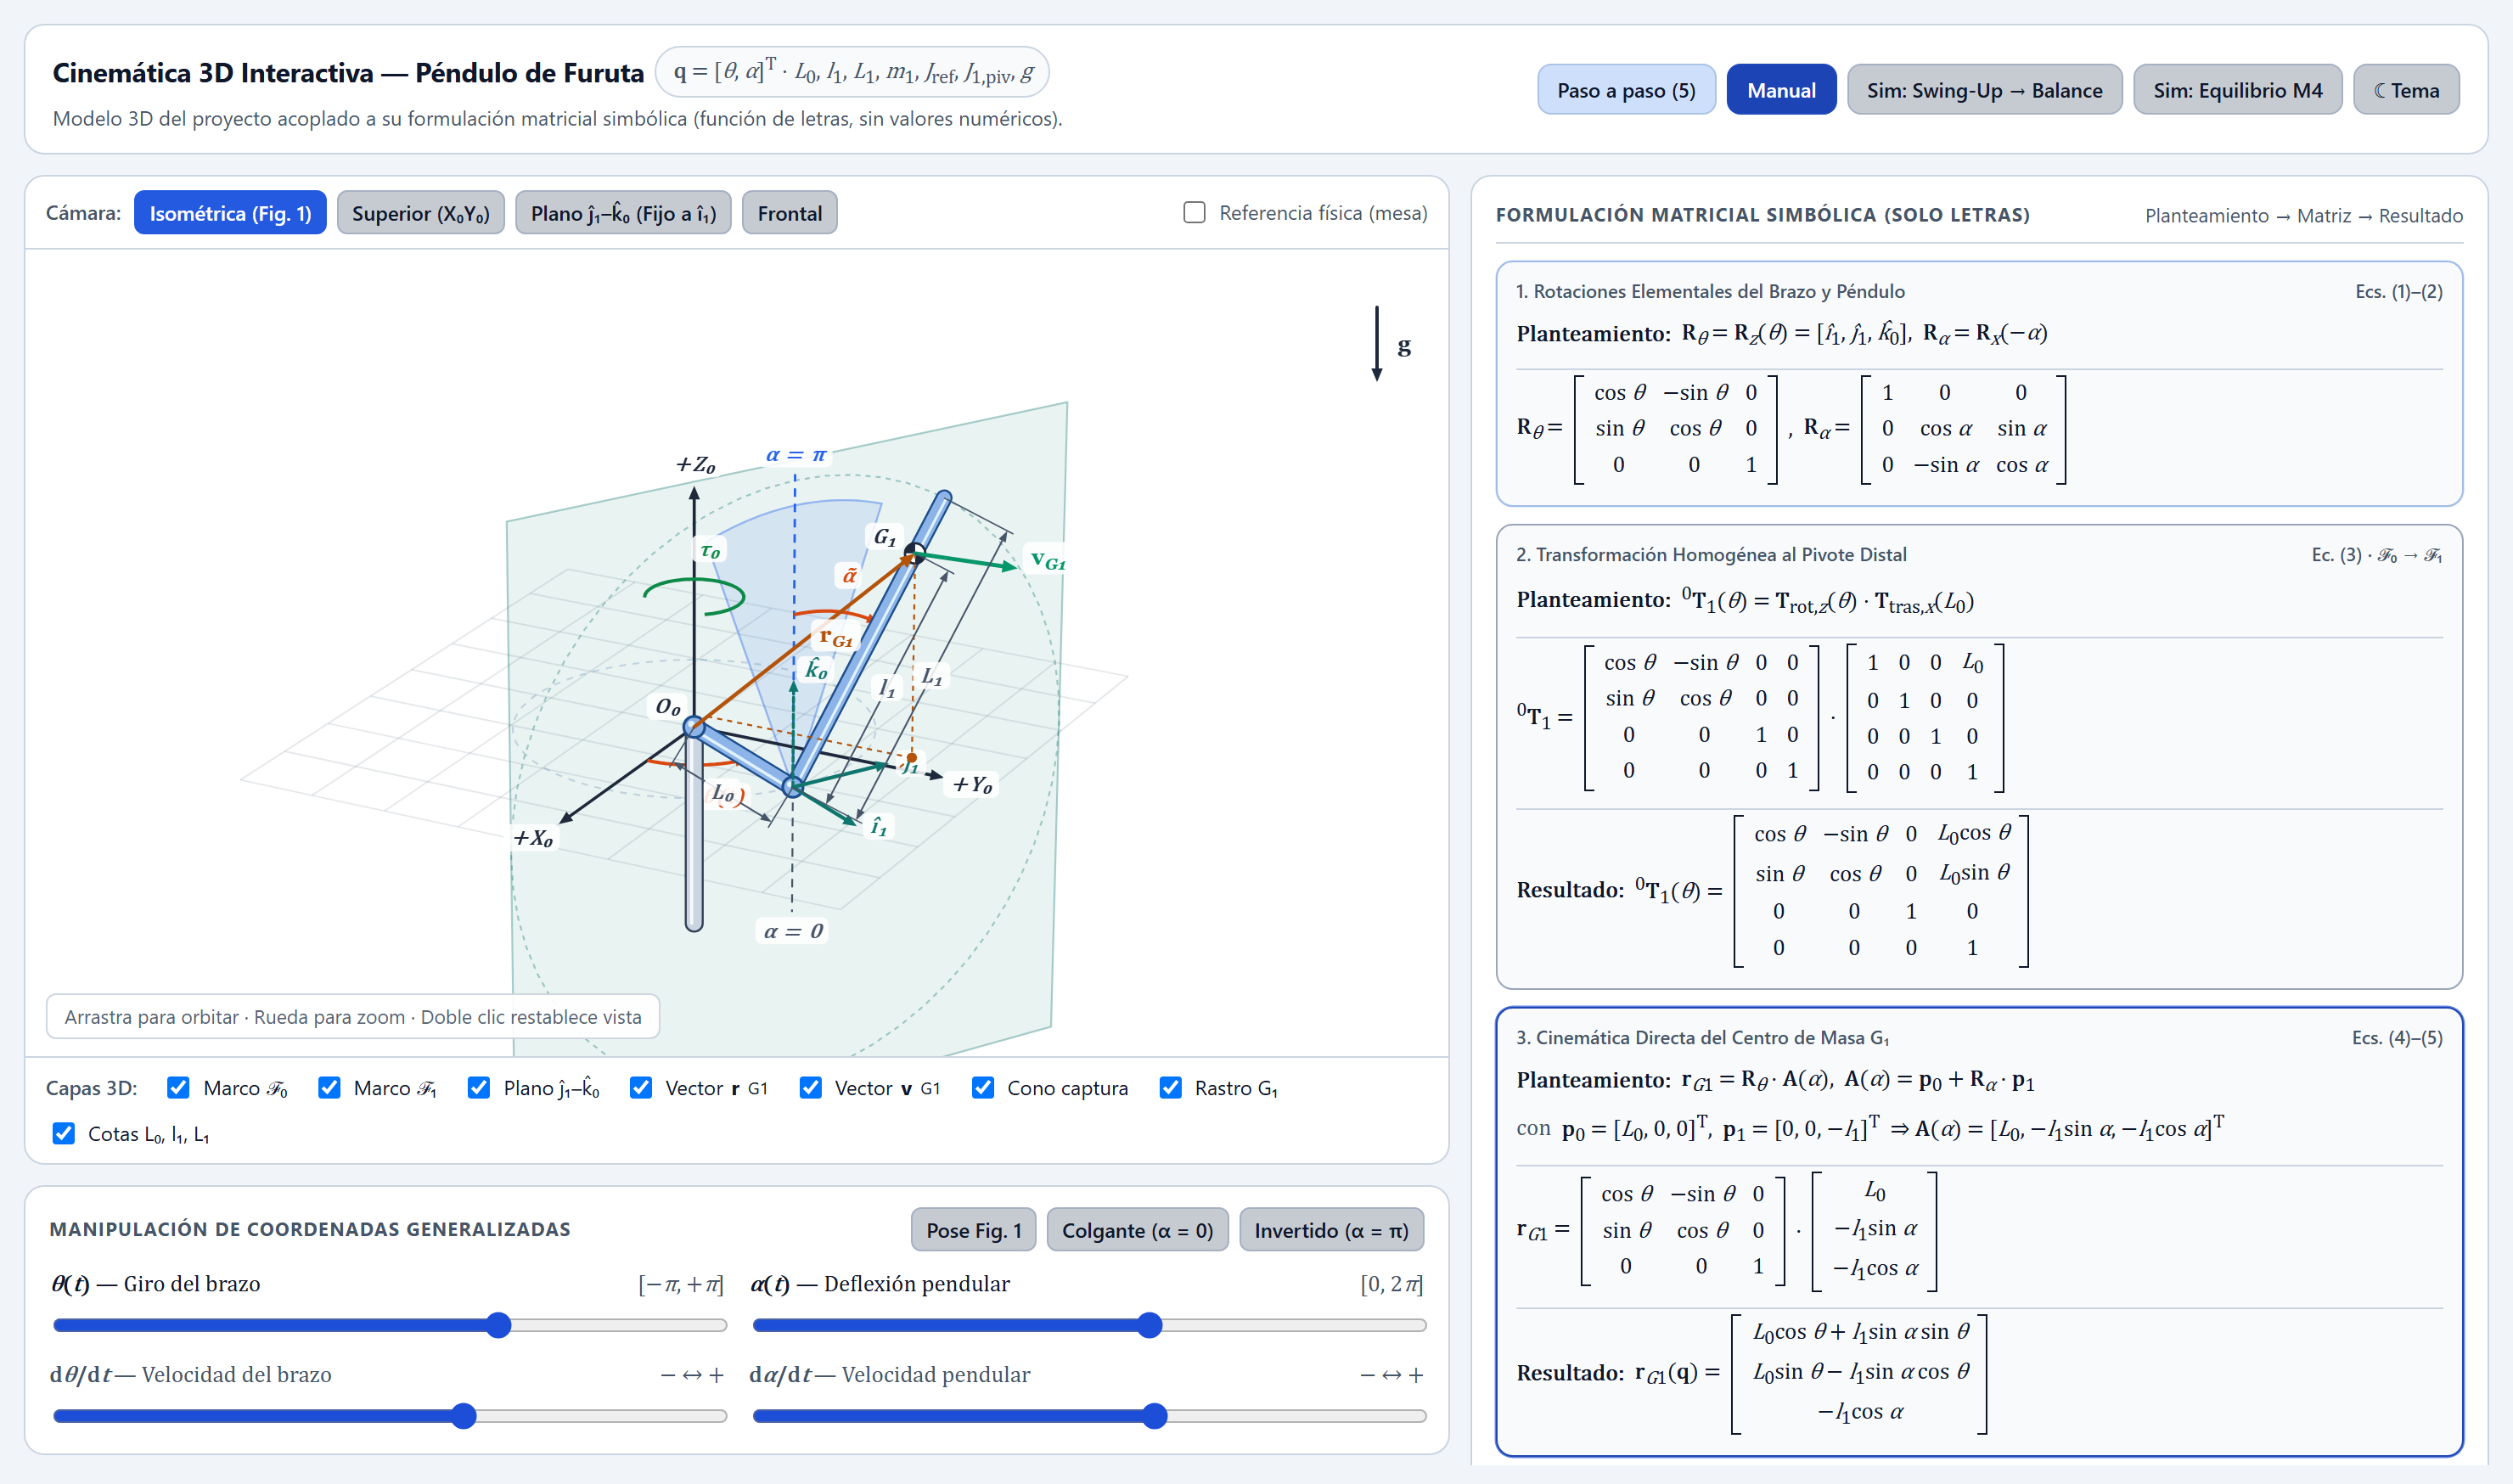 Cinemática 3D Interactiva — Péndulo de Furuta
q = [θ, α]ᵀ · L₀, l₁, L₁, m₁, J_ref, J_1,piv, g
Modelo 3D del proyecto acoplado a su formulación matricial simbólica (función de letras, sin valores numéricos).
Paso a paso (5)
Manual
Sim: Swing-Up → Balance
Sim: Equilibrio M4
☾ Tema
Cámara:
Isométrica (Fig. 1)
Superior (X₀Y₀)
Plano ĵ₁–k̂₀ (Fijo a î₁)
Frontal
Referencia física (mesa)
g
α = π
+Z₀
G₁
τ₀
v_G1
α̃
r_G1
k̂₀
L₁
l₁
O₀
ĵ₁
+Y₀
L₀
î₁
+X₀
α = 0
Arrastra para orbitar · Rueda para zoom · Doble clic restablece vista
Capas 3D:
Marco ℱ₀
Marco ℱ₁
Plano ĵ₁–k̂₀
Vector r G1
Vector v G1
Cono captura
Rastro G₁
Cotas L₀, l₁, L₁
MANIPULACIÓN DE COORDENADAS GENERALIZADAS
Pose Fig. 1
Colgante (α = 0)
Invertido (α = π)
θ(t) — Giro del brazo [−π, +π]
α(t) — Deflexión pendular [0, 2π]
dθ/dt — Velocidad del brazo − ↔ +
dα/dt — Velocidad pendular − ↔ +
FORMULACIÓN MATRICIAL SIMBÓLICA (SOLO LETRAS)
Planteamiento → Matriz → Resultado
1. Rotaciones Elementales del Brazo y Péndulo Ecs. (1)–(2)
Planteamiento: R_θ = R_z(θ) = [î₁, ĵ₁, k̂₀], R_α = R_x(−α)
cos θ −sin θ 0 1 0 0
R_θ = sin θ cos θ 0 , R_α = 0 cos α sin α
0 0 1 0 −sin α cos α
2. Transformación Homogénea al Pivote Distal Ec. (3) · ℱ₀ → ℱ₁
Planteamiento: ⁰T₁(θ) = T_rot,z(θ) · T_tras,x(L₀)
cos θ −sin θ 0 0 1 0 0 L₀
sin θ cos θ 0 0 0 1 0 0
⁰T₁ = ·
0 0 1 0 0 0 1 0
0 0 0 1 0 0 0 1
cos θ −sin θ 0 L₀cos θ
sin θ cos θ 0 L₀sin θ
Resultado: ⁰T₁(θ) =
0 0 1 0
0 0 0 1
3. Cinemática Directa del Centro de Masa G₁ Ecs. (4)–(5)
Planteamiento: r_G1 = R_θ · A(α), A(α) = p₀ + R_α · p₁
con p₀ = [L₀, 0, 0]ᵀ, p₁ = [0, 0, −l₁]ᵀ ⇒ A(α) = [L₀, −l₁sin α, −l₁cos α]ᵀ
cos θ −sin θ 0 L₀
r_G1 = sin θ cos θ 0 · −l₁sin α
0 0 1 −l₁cos α
L₀cos θ + l₁sin α sin θ
Resultado: r_G1(q) = L₀sin θ − l₁sin α cos θ
−l₁cos α